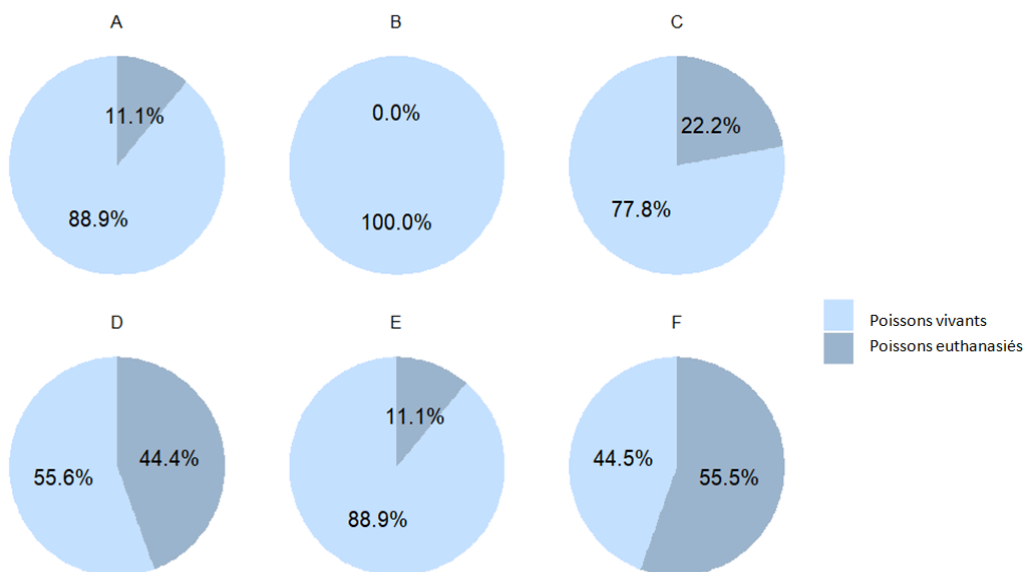 A B C
11.1% 0.0% 22.2%
88.9% 100.0% 77.8%
D E F
Poissons vivants
Poissons euthanasiés
55.6% 44.4% 11.1% 44.5% 55.5%
88.9%